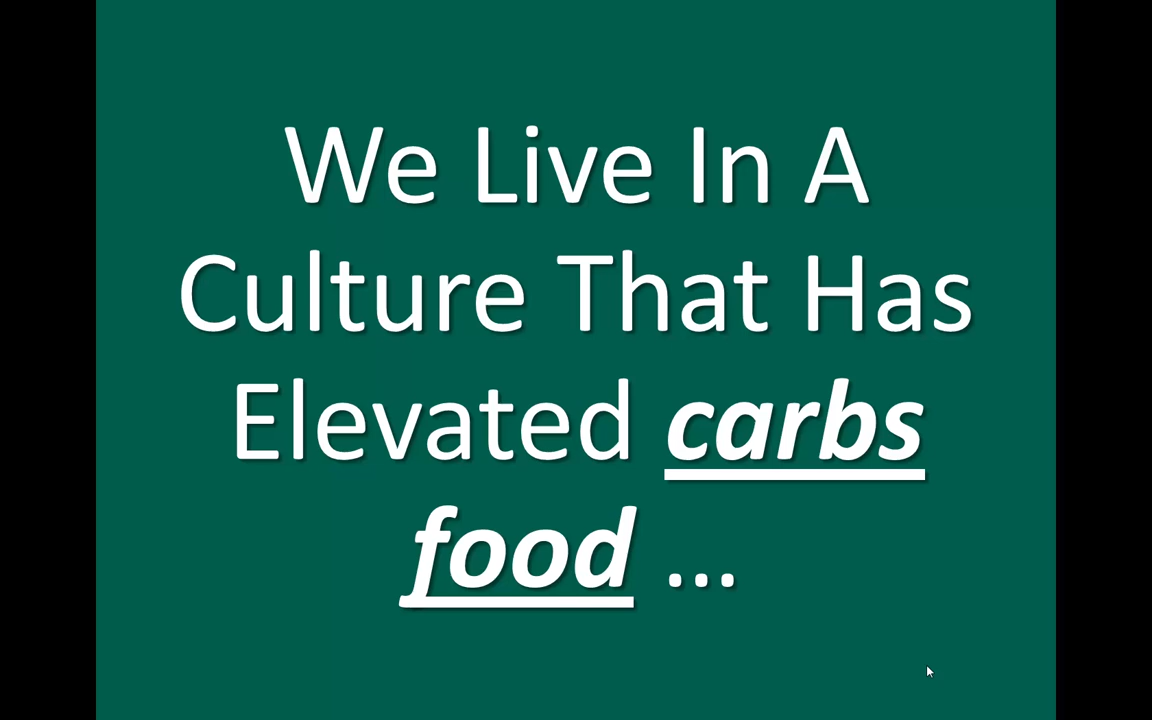 We Live In A
Culture That Has
Elevated carbs
food ...